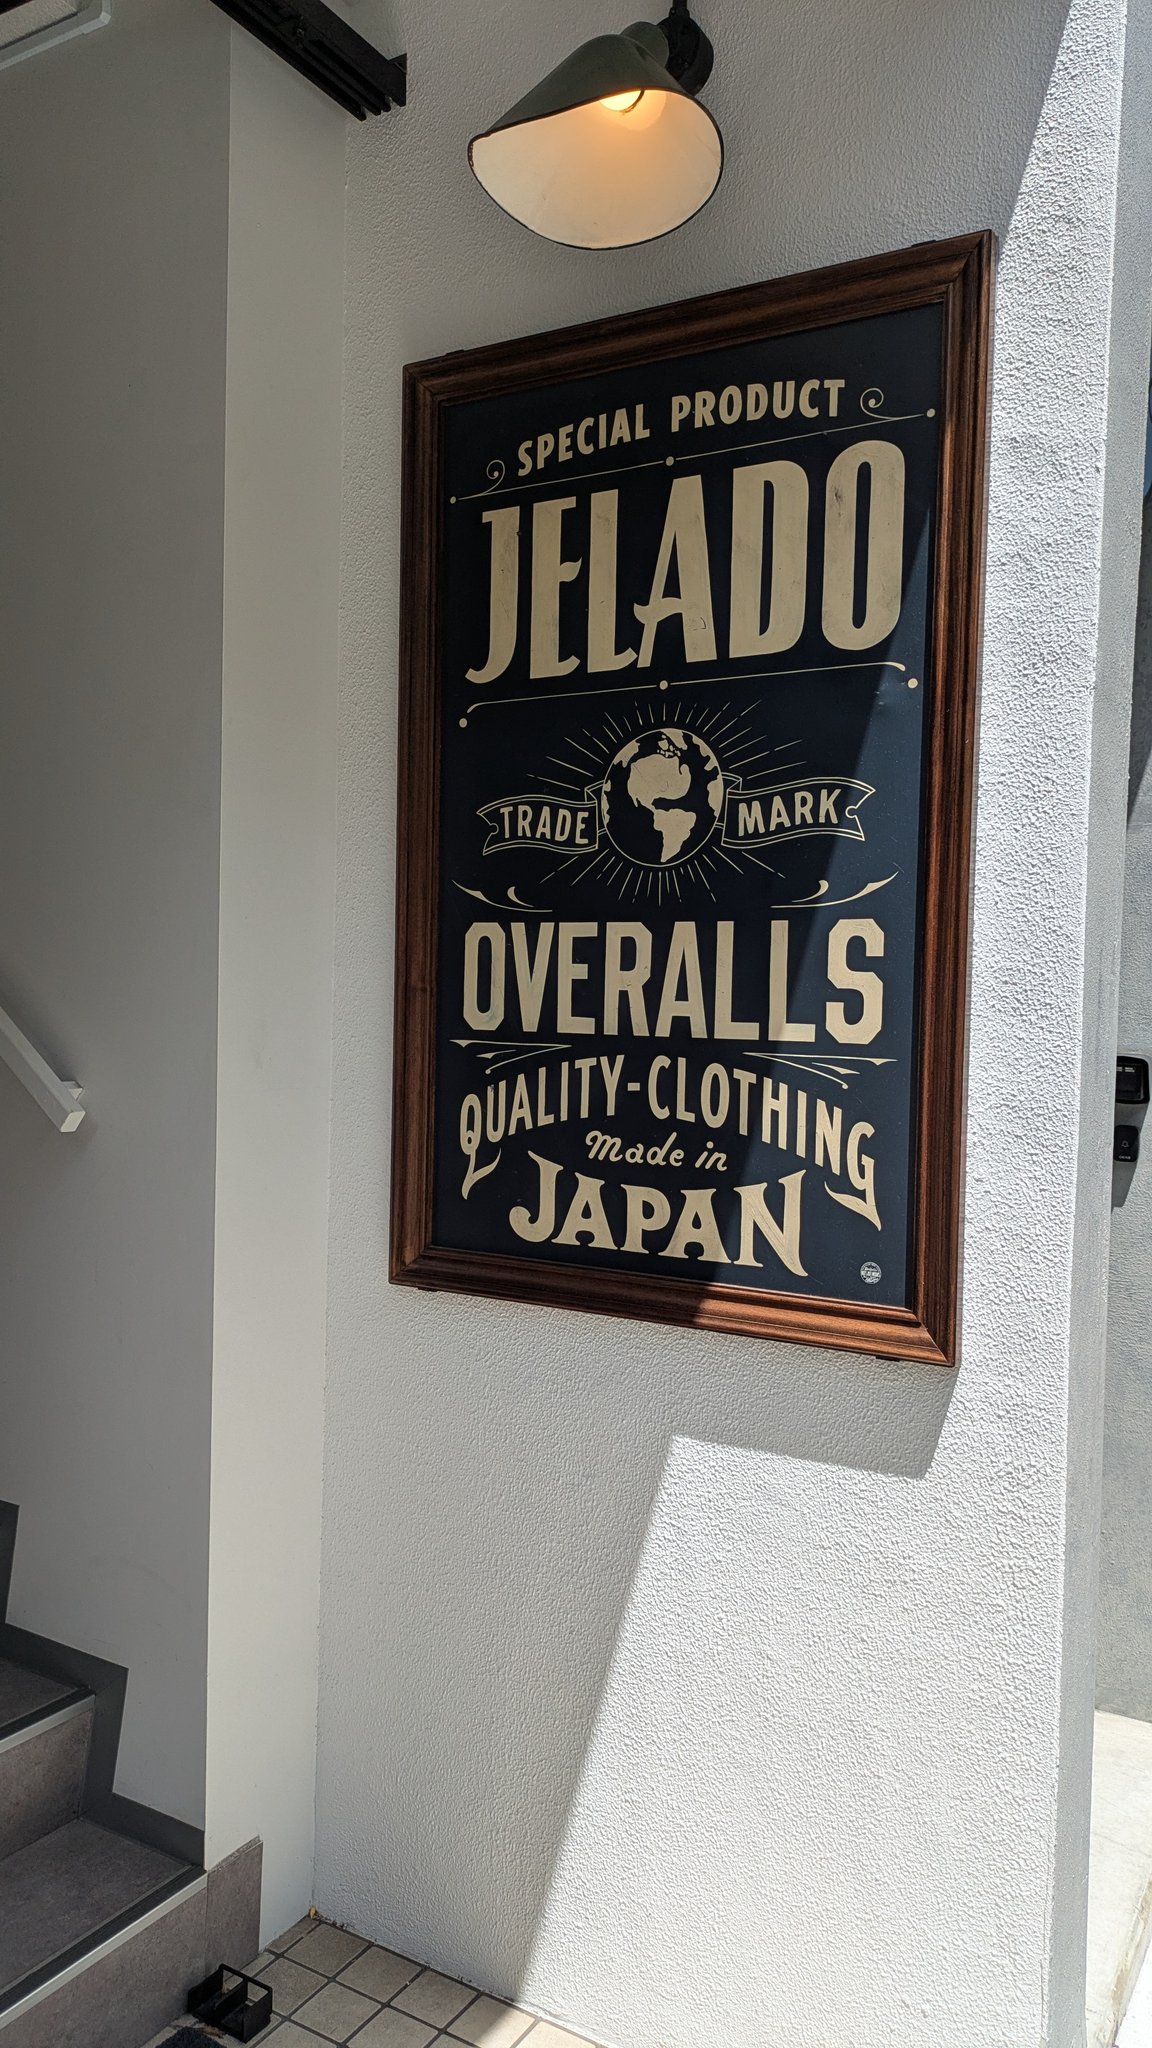 SPECIAL PRODUCT
JELADO
TRADE MARK
OVERALLS
QUALITY-CLOTHING
Made in
JAPAN